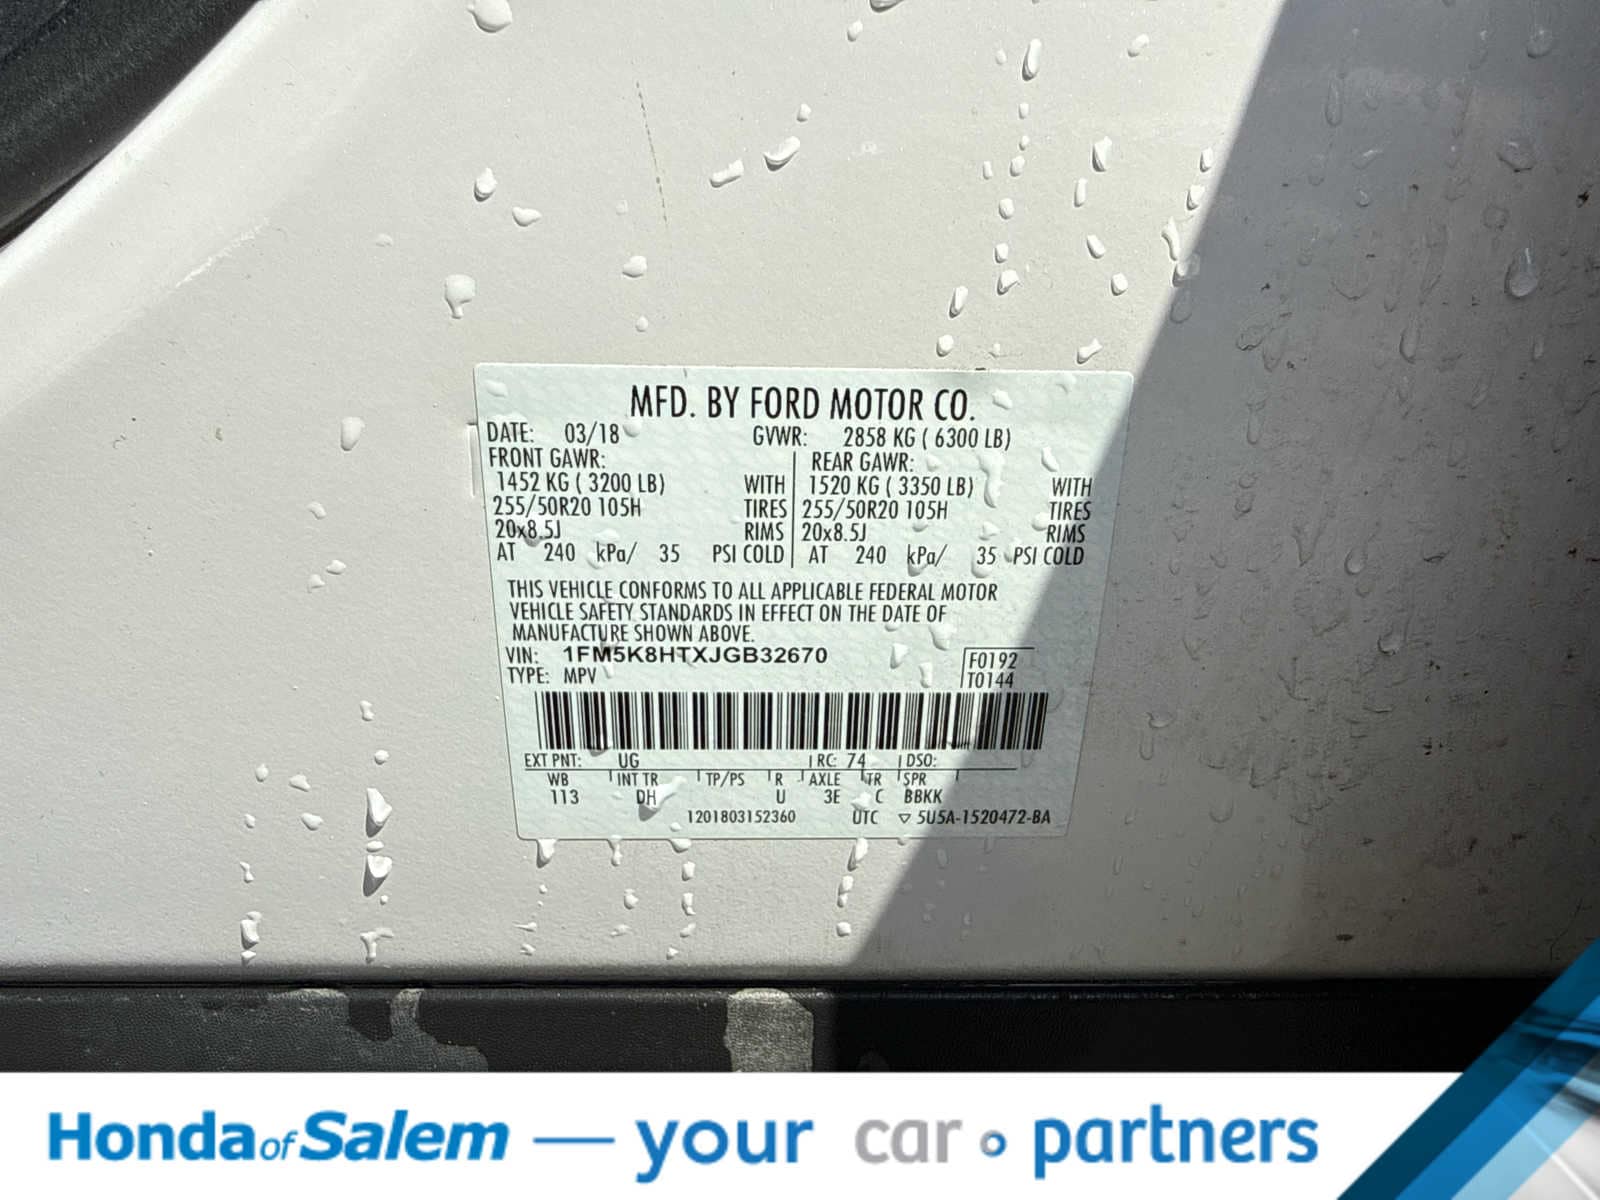 MFD. BY FORD MOTOR CO.
DATE: 03/18 GVWR: 2858 KG ( 6300 LB)
FRONT GAWR: REAR GAWR:
1452 KG ( 3200 LB) WITH 1520 KG ( 3350 LB) WITH
255/50R20 105H TIRES 255/50R20 105H TIRES
20x8.5J RIMS 20x8.5J RIMS
AT 240 kPa/ 35 PSI COLD AT 240 kPa/ 35 PSI COLD
THIS VEHICLE CONFORMS TO ALL APPLICABLE FEDERAL MOTOR
VEHICLE SAFETY STANDARDS IN EFFECT ON THE DATE OF
MANUFACTURE SHOWN ABOVE.
VIN: 1FM5K8HTXJGB32670 F0192
TYPE: MPV T0144
EXT PNT: UG RC: 74 DSO:
WB INT TR TP/PS R AXLE TR SPR
113 DH U 3E C BBKK
1201803152360 UTC ▽ 5U5A-1520472-BA
Honda of Salem — your car partners